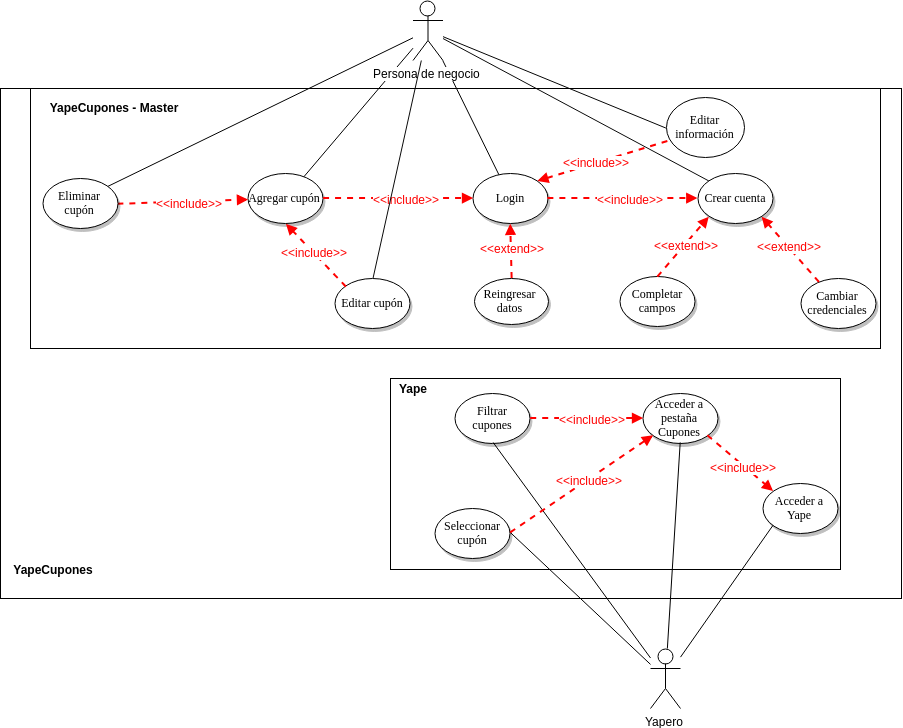 Persona de negocio
YapeCupones - Master
Editar
información
<<include>>
Eliminar
cupón
<<include>>
Agregar cupón
<<include>>
Login
<<include>>
Crear cuenta
<<include>>
<<extend>>
<<extend>>
<<extend>>
Editar cupón
Reingresar
datos
Completar
campos
Cambiar
credenciales
Yape
Filtrar
cupones
<<include>>
Acceder a
pestaña
Cupones
<<include>>
<<include>>
Acceder a
Yape
Seleccionar
cupón
YapeCupones
Yapero